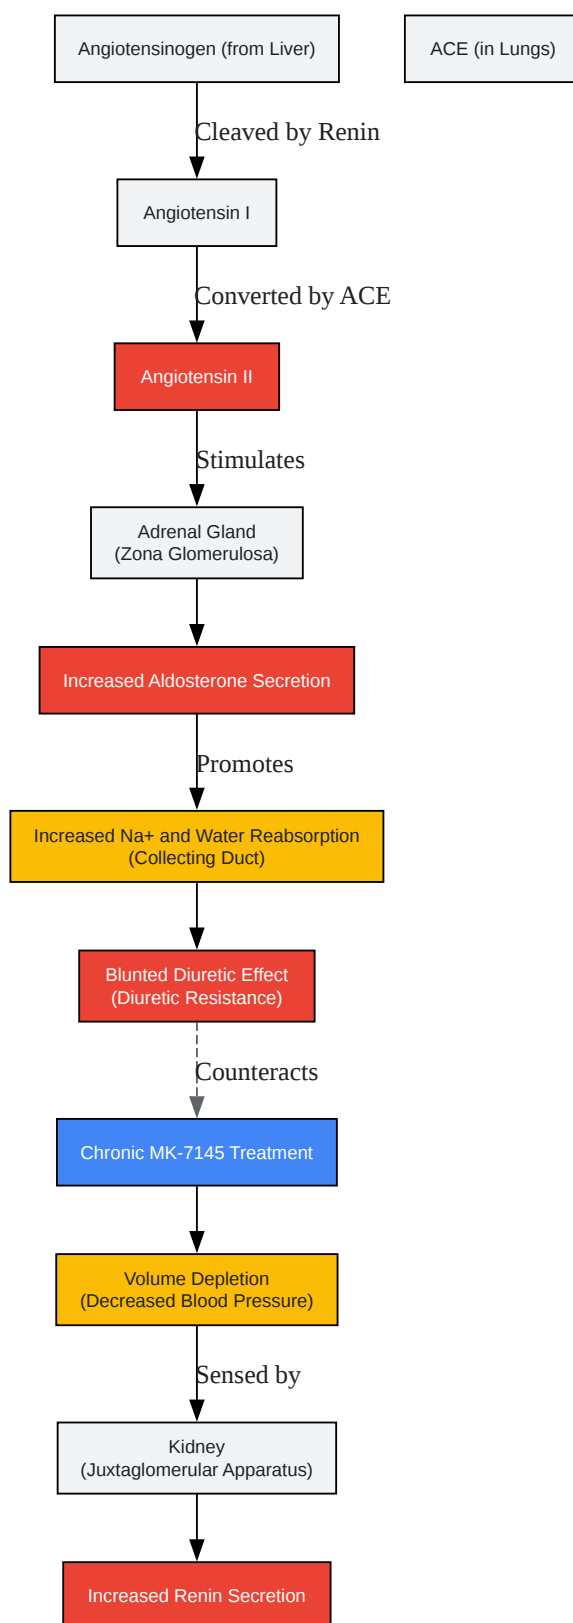 Angiotensinogen (from Liver)
ACE (in Lungs)
Cleaved by Renin
Angiotensin I
Converted by ACE
Angiotensin II
Stimulates
Adrenal Gland
(Zona Glomerulosa)
Increased Aldosterone Secretion
Promotes
Increased Na+ and Water Reabsorption
(Collecting Duct)
Blunted Diuretic Effect
(Diuretic Resistance)
Counteracts
Chronic MK-7145 Treatment
Volume Depletion
(Decreased Blood Pressure)
Sensed by
Kidney
(Juxtaglomerular Apparatus)
Increased Renin Secretion